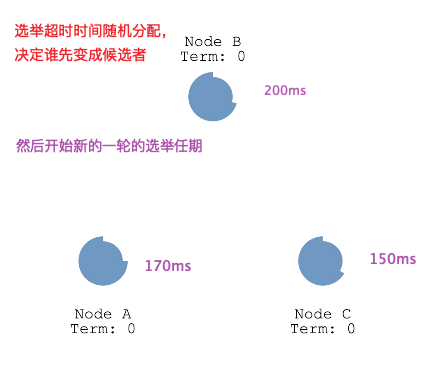 选举超时时间随机分配，
决定谁先变成候选者
Node B
Term: 0
200ms
然后开始新的一轮的选举任期
170ms
150ms
Node A
Term: 0
Node C
Term: 0